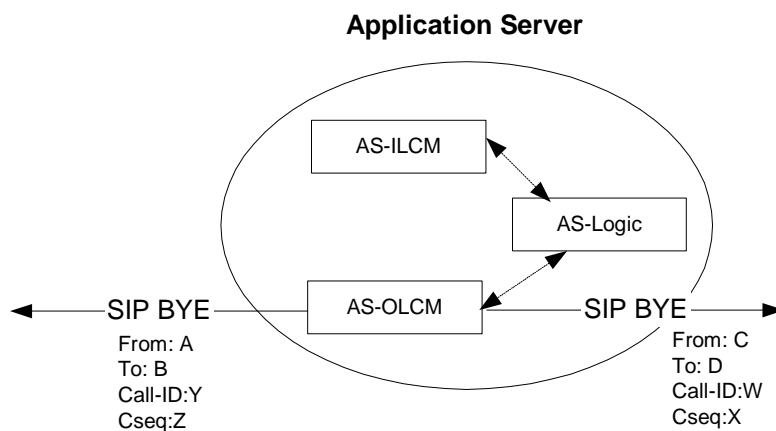 Application Server
AS-ILCM
AS-Logic
AS-OLCM
SIP BYE
From: A
To: B
Call-ID:Y
Cseq:Z
SIP BYE
From: C
To: D
Call-ID:W
Cseq:X